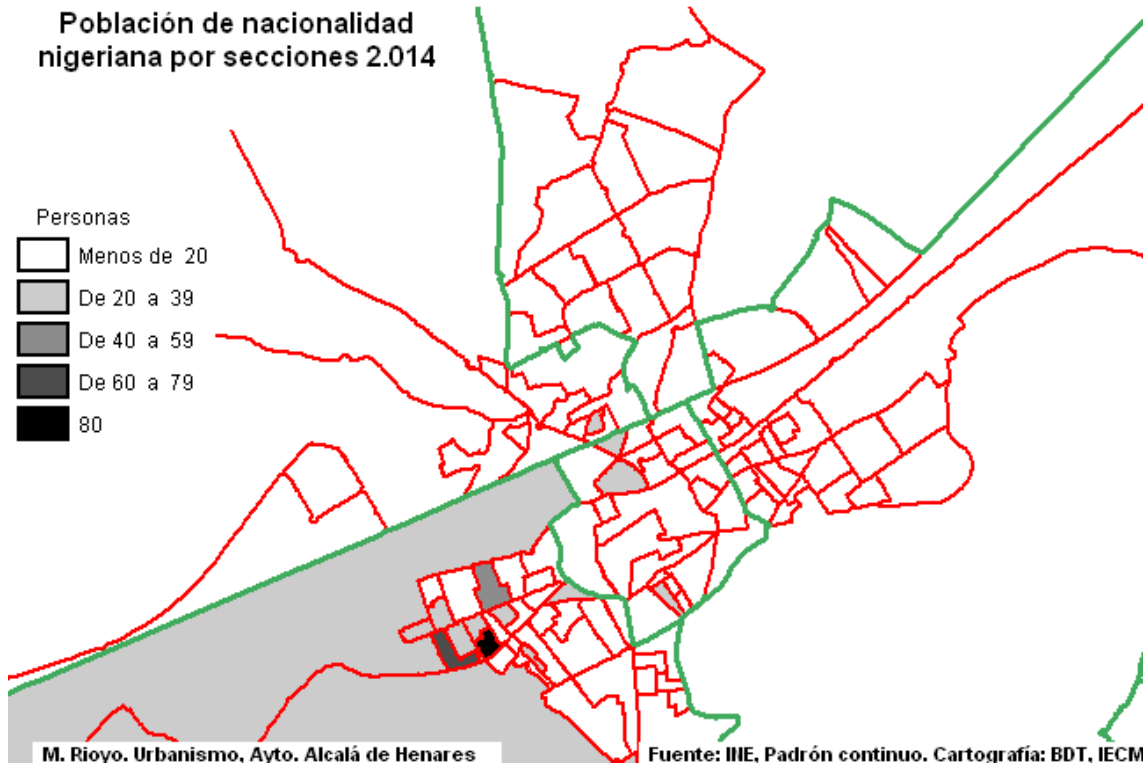 Población de nacionalidad
nigeriana por secciones 2.014
Personas
Menos de 20
De 20 a 39
De 40 a 59
De 60 a 79
80
M. Rioyo. Urbanismo, Ayto. Alcalá de Henares
Fuente: INE, Padrón continuo. Cartografía: BDT, IECM